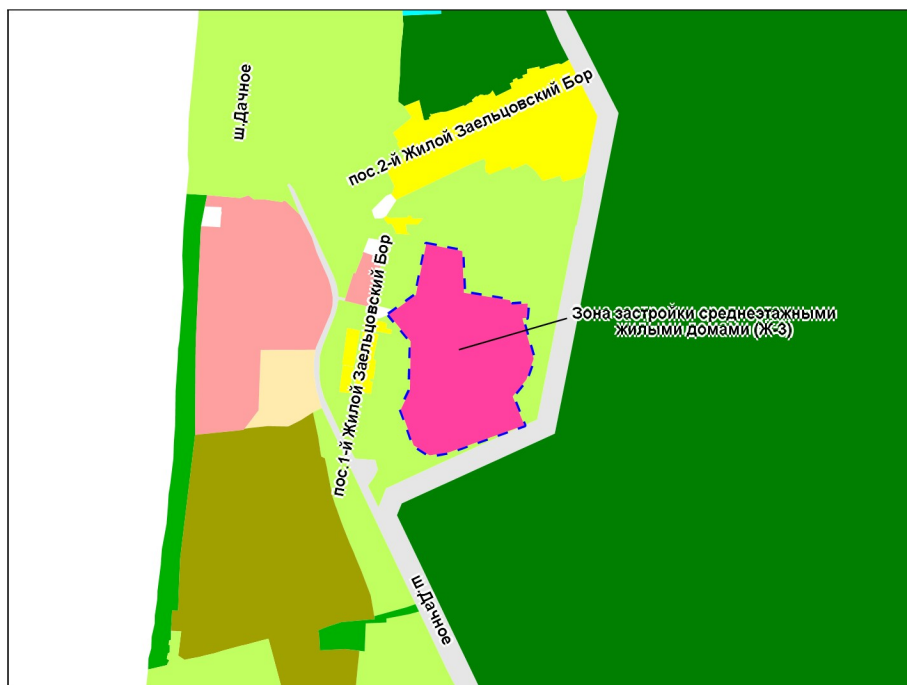 ш.Дачное
пос.2-й Жилой Заельцовский Бор
пос.1-й Жилой Заельцовский Бор
Зона застройки среднеэтажными
жилыми домами (Ж-3)
ш.Дачное